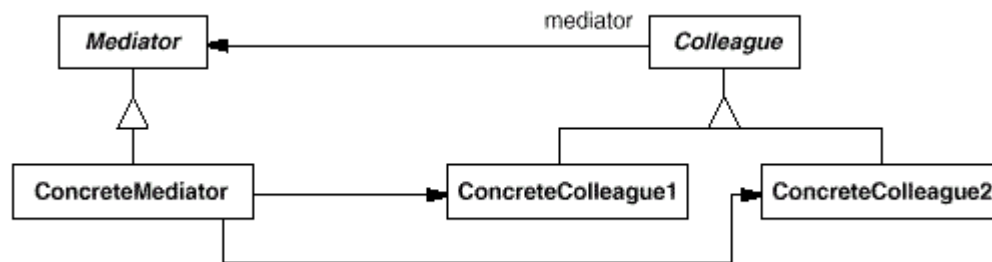 mediator
Mediator
Colleague
ConcreteMediator
ConcreteColleague1
ConcreteColleague2